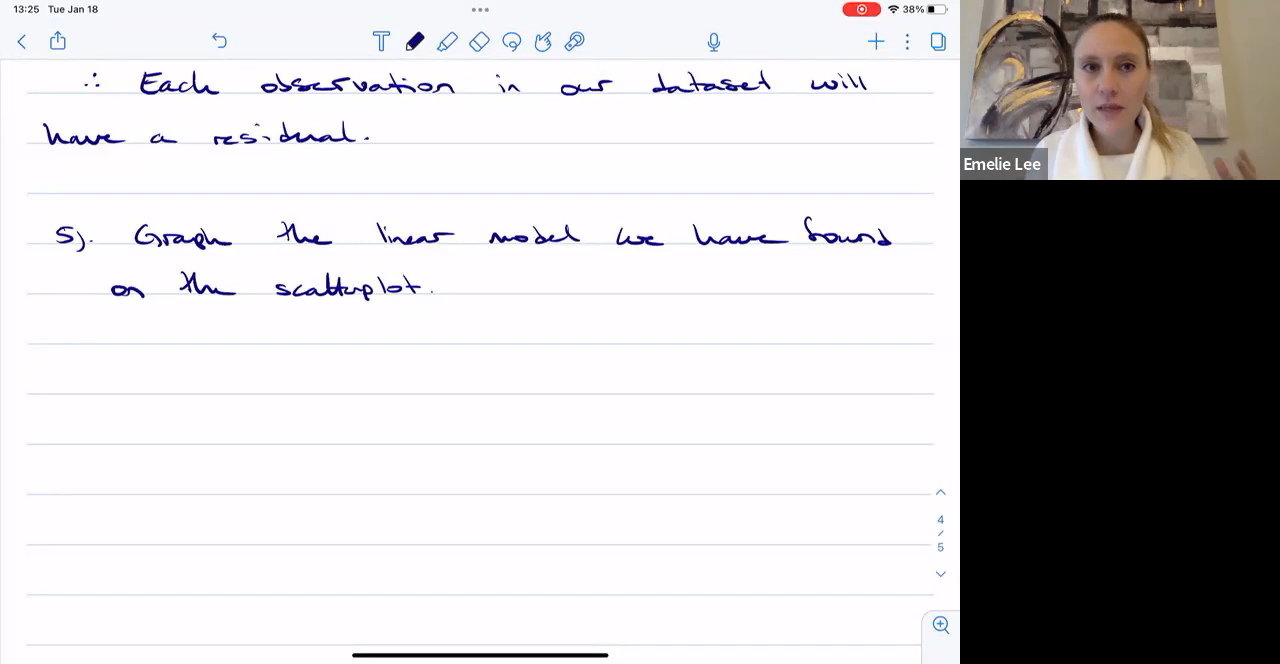 13:25 Tue Jan 18
38%
∴ Each observation in our dataset will
have a residual.
5). Graph the linear model we have found
on the scatterplot.
4
/
5
Emelie Lee